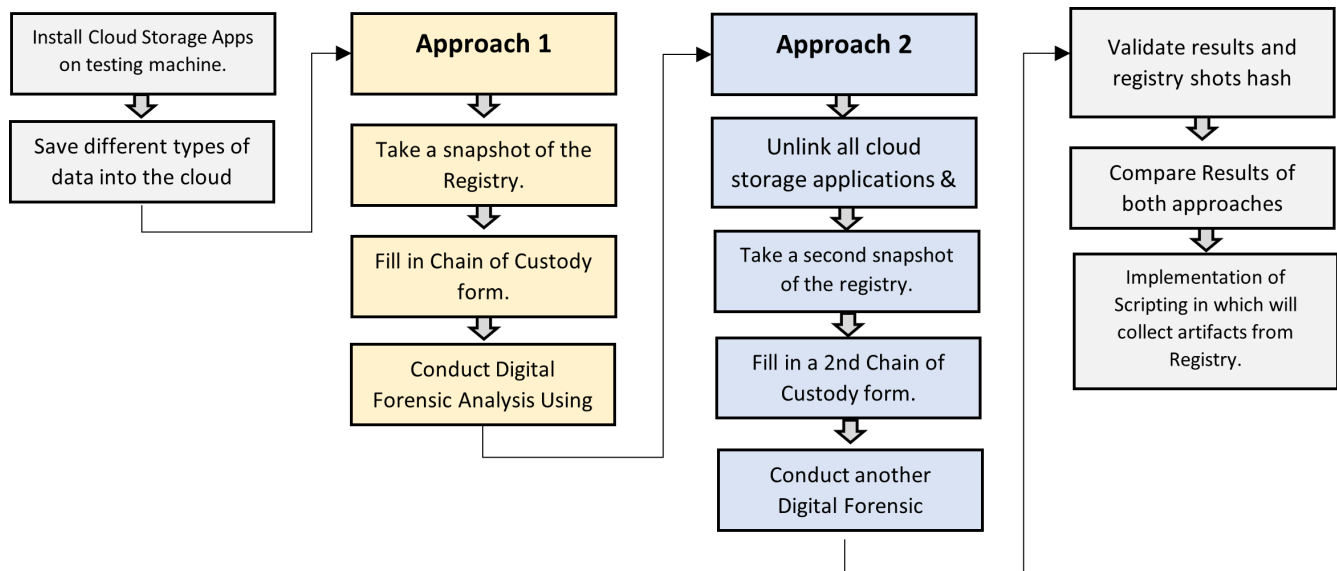 Install Cloud Storage Apps
on testing machine.
Save different types of
data into the cloud
Approach 1
Take a snapshot of the
Registry.
Fill in Chain of Custody
form.
Conduct Digital
Forensic Analysis Using
Approach 2
Unlink all cloud
storage applications &
Take a second snapshot
of the registry.
Fill in a 2nd Chain of
Custody form.
Conduct another
Digital Forensic
Validate results and
registry shots hash
Compare Results of
both approaches
Implementation of
Scripting in which will
collect artifacts from
Registry.